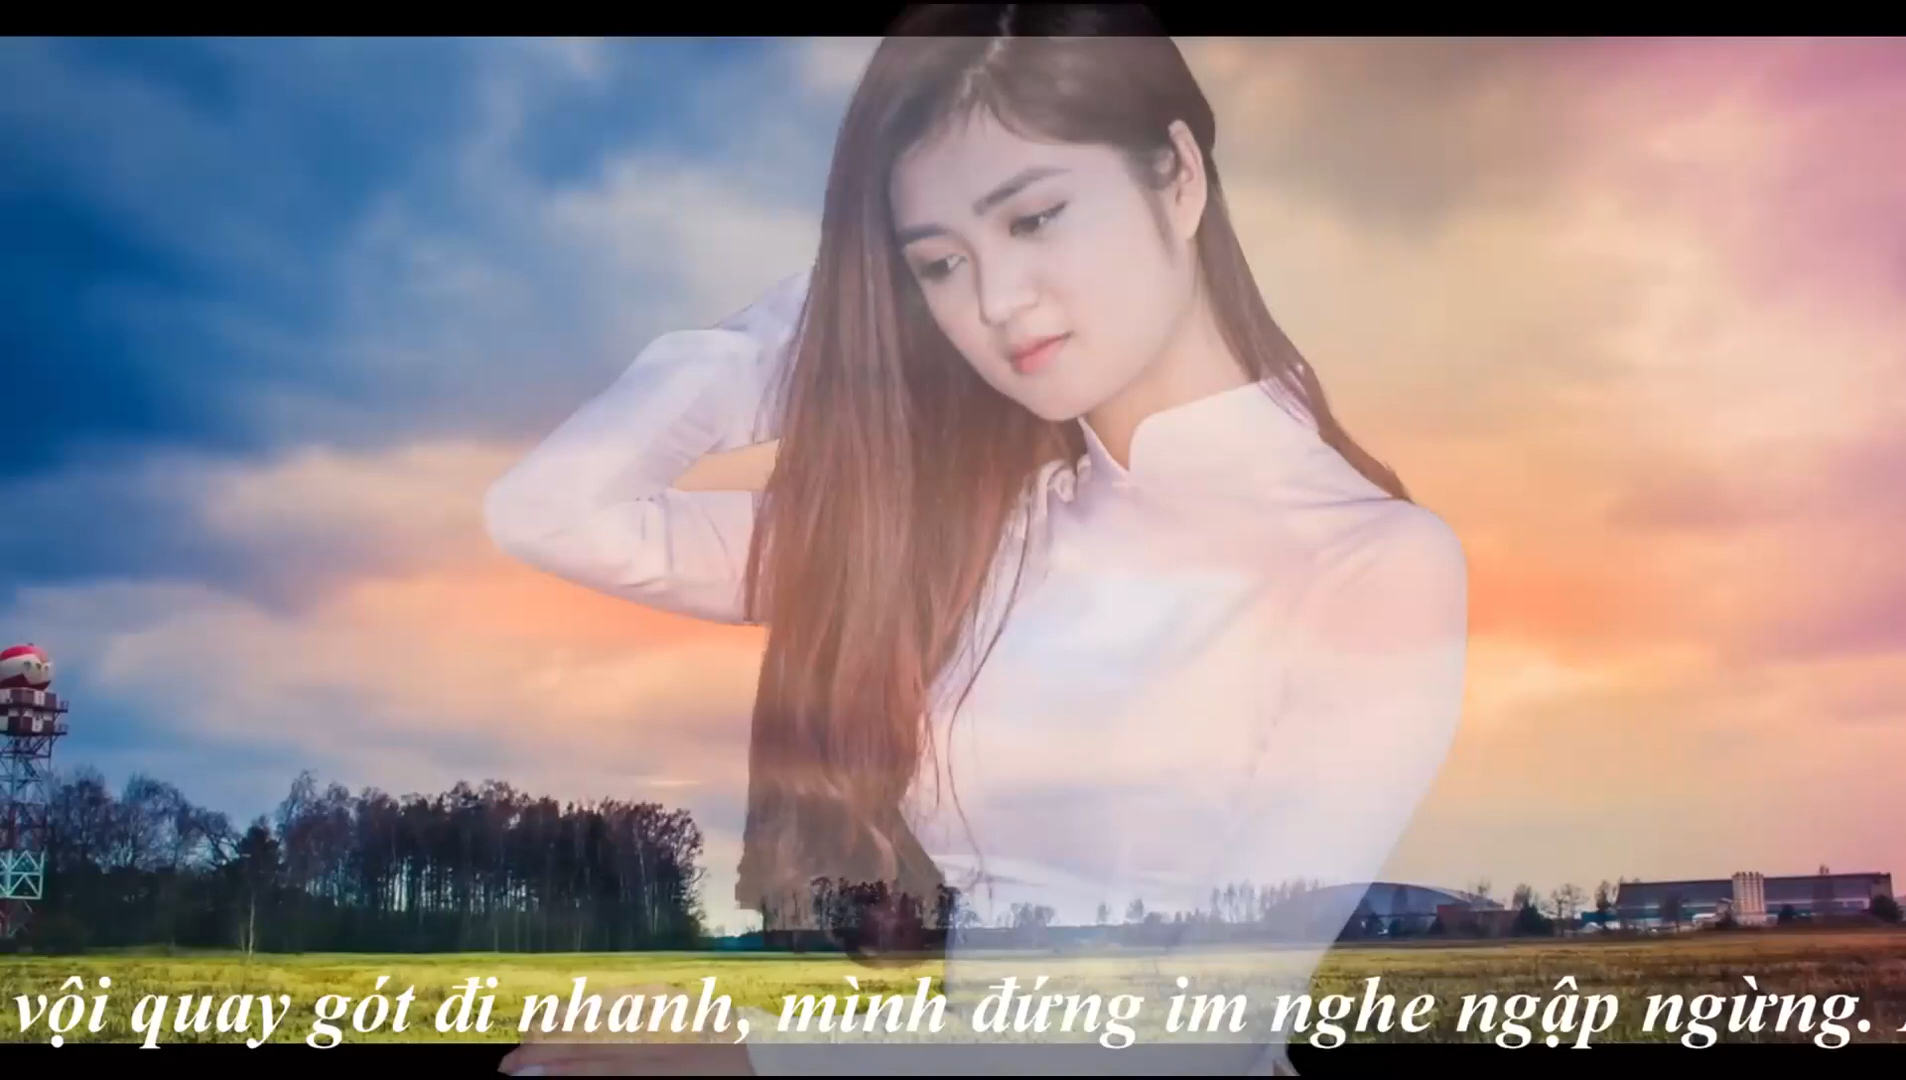 vội quay gót đi nhanh, mình đứng im nghe ngập ngừng.